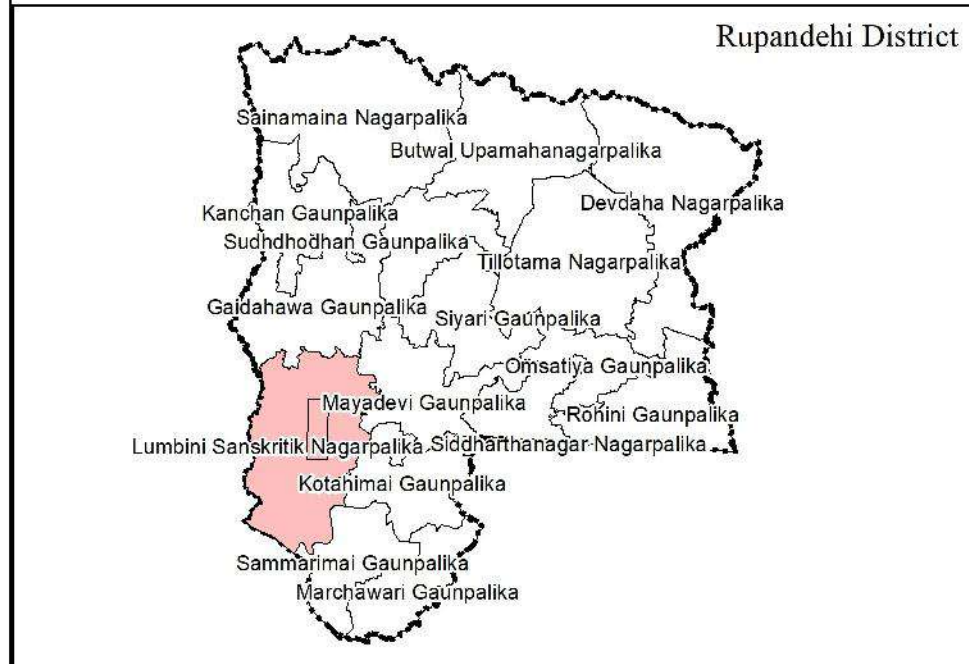 Rupandehi District
Sainamaina Nagarpalika
Butwal Upamahanagarpalika
Devdaha Nagarpalika
Kanchan Gaunpalika
Sudhdhodhan Gaunpalika
Tillotama Nagarpalika
Gaidahawa Gaunpalika
Siyari Gaunpalika
Omsatiya Gaunpalika
Mayadevi Gaunpalika
Rohini Gaunpalika
Lumbini Sanskritik Nagarpalika
Siddharthanagar Nagarpalika
Kotahimai Gaunpalika
Sammarimai Gaunpalika
Marchawari Gaunpalika